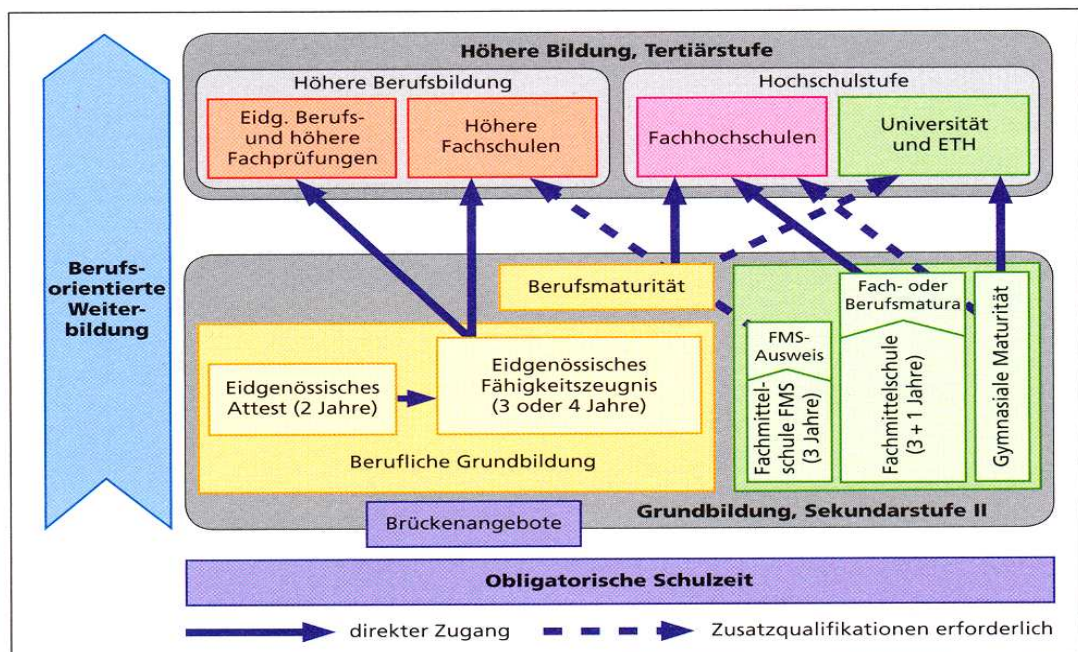 Höhere Bildung, Tertiärstufe
Höhere Berufsbildung
Hochschulstufe
Eidg. Berufs-
und höhere
Fachprüfungen
Höhere
Fachschulen
Fachhochschulen
Universität
und ETH
Berufs-
orientierte
Weiter-
bildung
Berufsmaturität
Fach- oder
Berufsmatura
FMS-
Ausweis
Eidgenössisches
Attest (2 Jahre)
Eidgenössisches
Fähigkeitszeugnis
(3 oder 4 Jahre)
Fachmittel-
schule FMS
(3 Jahre)
Fachmittelschule
(3 + 1 Jahre)
Gymnasiale Maturität
Berufliche Grundbildung
Grundbildung, Sekundarstufe II
Brückenangebote
Obligatorische Schulzeit
direkter Zugang
Zusatzqualifikationen erforderlich